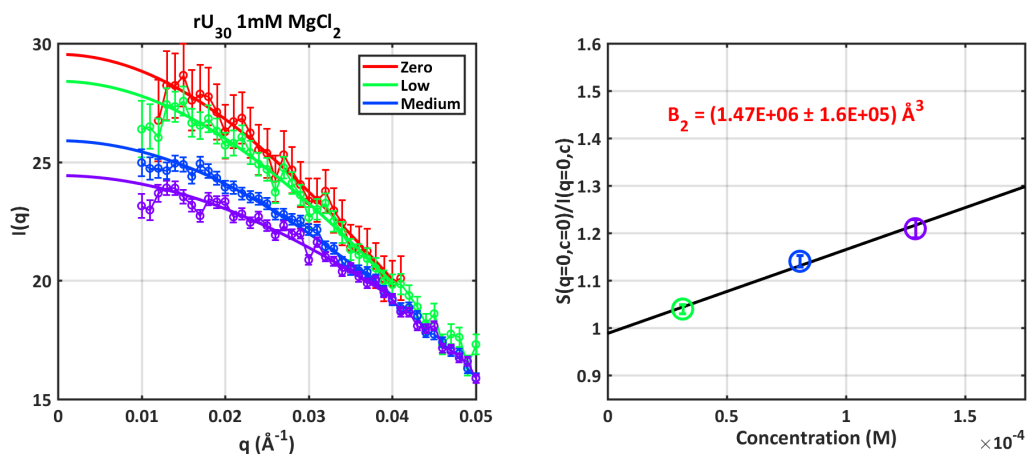 rU30 1mM MgCl2
30
25
20
15
I(q)
0
0.01
0.02
0.03
0.04
0.05
q (Å-1)
Zero
Low
Medium
1.6
1.5
1.4
1.3
1.2
1.1
1
0.9
S(q=0,c=0)/I(q=0,c)
B2 = (1.47E+06 ± 1.6E+05) Å3
0
0.5
1
1.5
Concentration (M)
×10-4